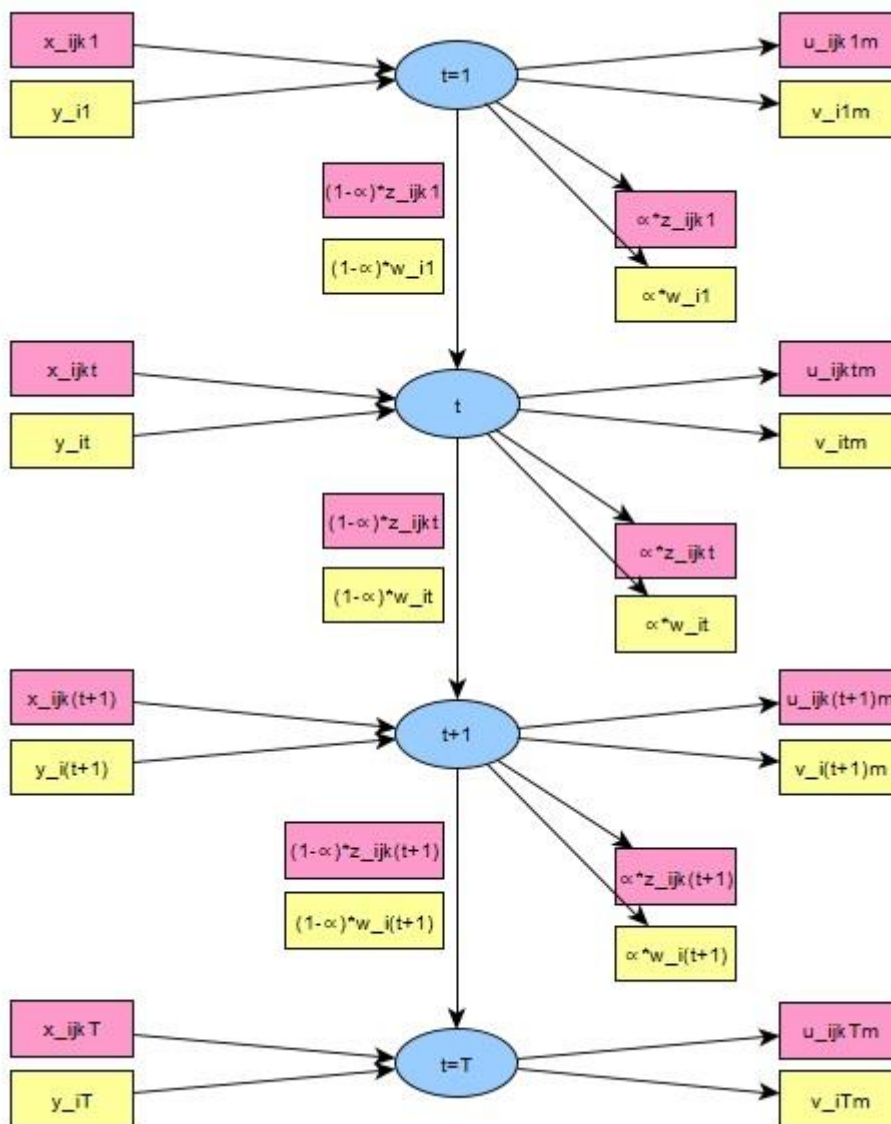 x_ijk1
t=1
u_ijk1m
y_i1
v_i1m
(1-∝)*z_ijk1
∝*z_ijk1
(1-∝)*w_i1
∝*w_i1
x_ijkt
t
u_ijktm
y_it
v_itm
(1-∝)*z_ijkt
∝*z_ijkt
(1-∝)*w_it
∝*w_it
x_ijk(t+1)
t+1
u_ijk(t+1)m
y_i(t+1)
v_i(t+1)m
(1-∝)*z_ijk(t+1)
∝*z_ijk(t+1)
(1-∝)*w_i(t+1)
∝*w_i(t+1)
x_ijkT
t=T
u_ijkTm
y_iT
v_iTm